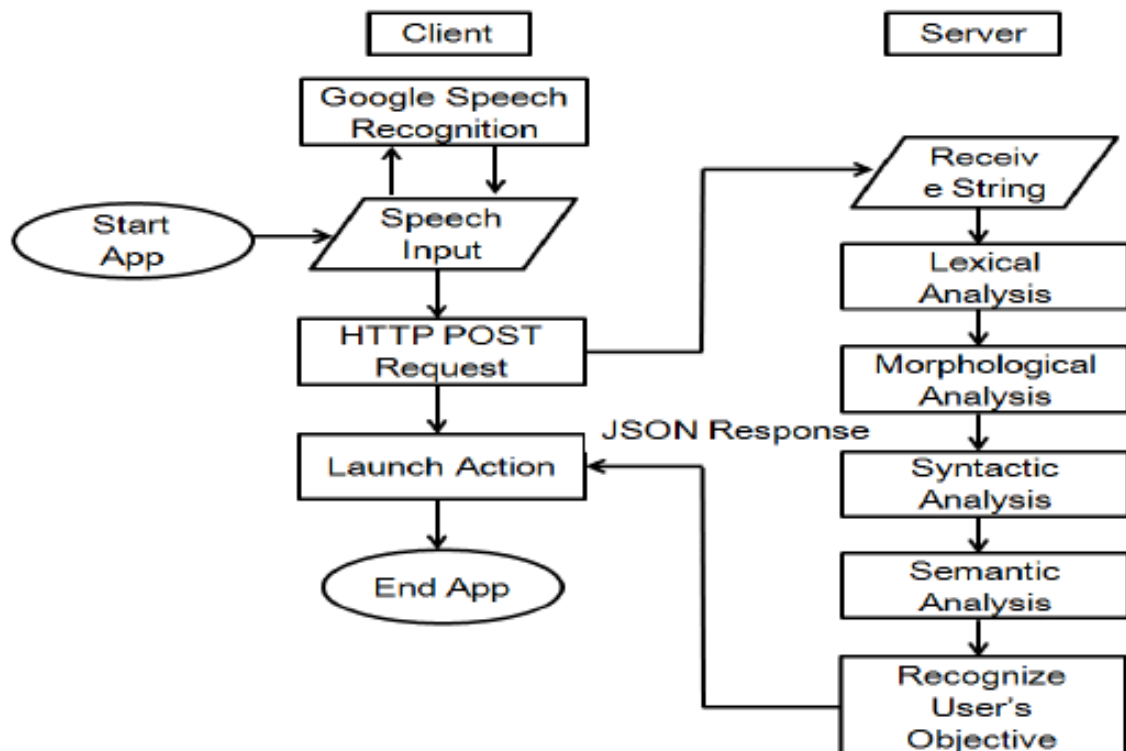 Client
Server
Google Speech
Recognition
Start
App
Speech
Input
HTTP POST
Request
Launch Action
End App
JSON Response
Receiv
e String
Lexical
Analysis
Morphological
Analysis
Syntactic
Analysis
Semantic
Analysis
Recognize
User's
Objective